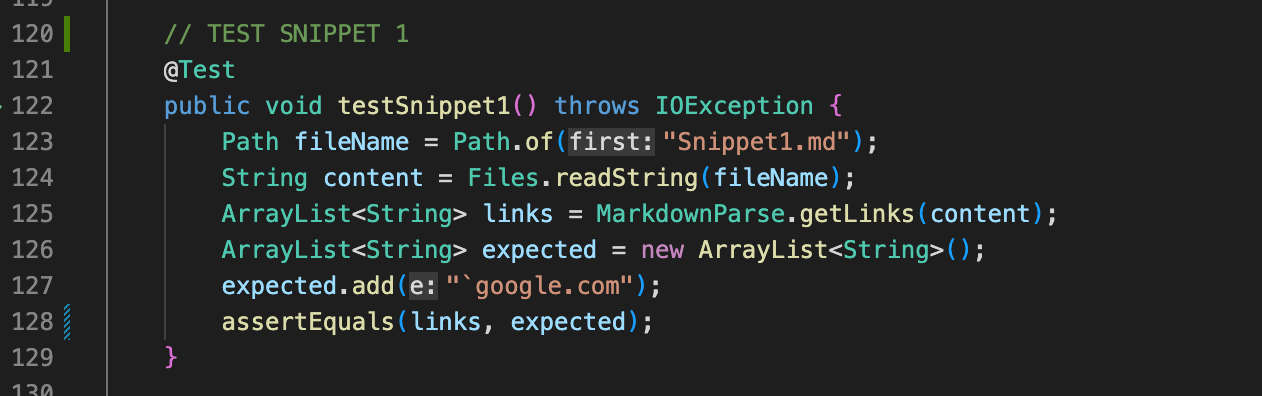 119
120 // TEST SNIPPET 1
121 @Test
122 public void testSnippet1() throws IOException {
123 Path fileName = Path.of(first: "Snippet1.md");
124 String content = Files.readString(fileName);
125 ArrayList<String> links = MarkdownParse.getLinks(content);
126 ArrayList<String> expected = new ArrayList<String>();
127 expected.add(e: "`google.com");
128 assertEquals(links, expected);
129 }
130